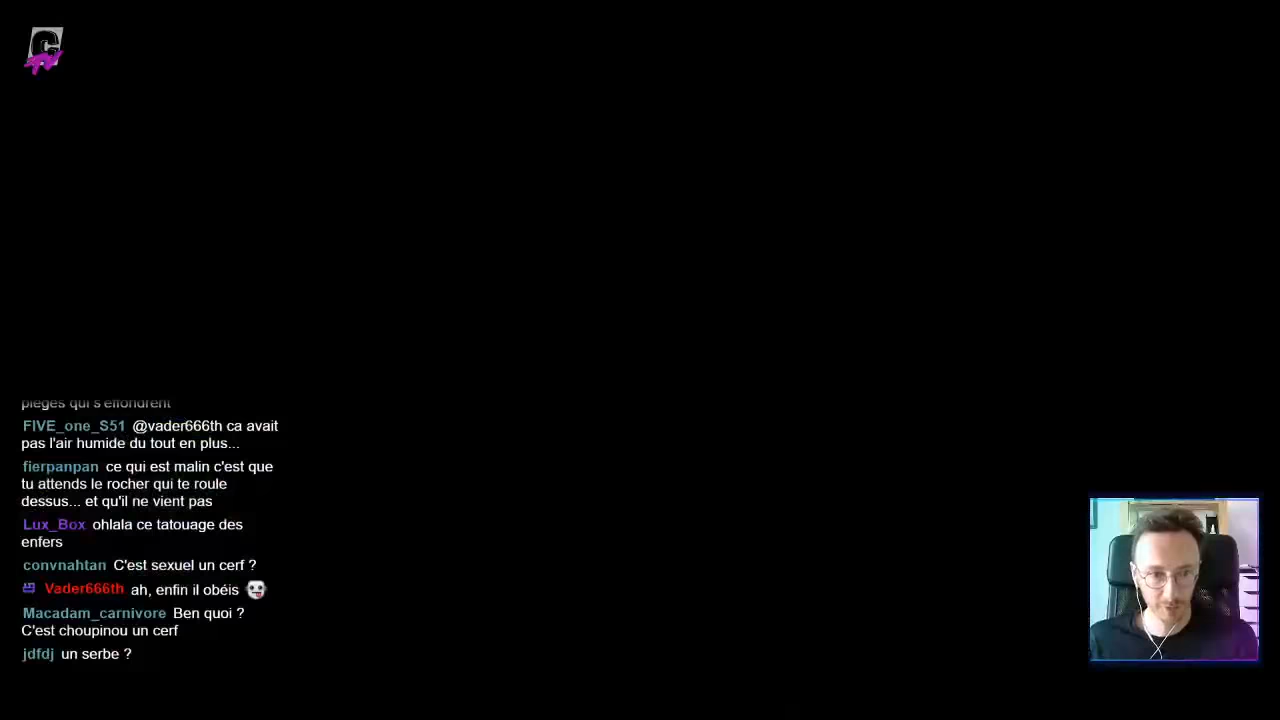 C
TV
pièges qui s'effondrent
FIVE_one_S51 @vader666th ca avait
pas l'air humide du tout en plus...
fierpanpan ce qui est malin c'est que
tu attends le rocher qui te roule
dessus... et qu'il ne vient pas
Lux_Box ohlala ce tatouage des
enfers
convnahtan C'est sexuel un cerf ?
Vader666th ah, enfin il obéis
Macadam_carnivore Ben quoi ?
C'est choupinou un cerf
jdfdj un serbe ?